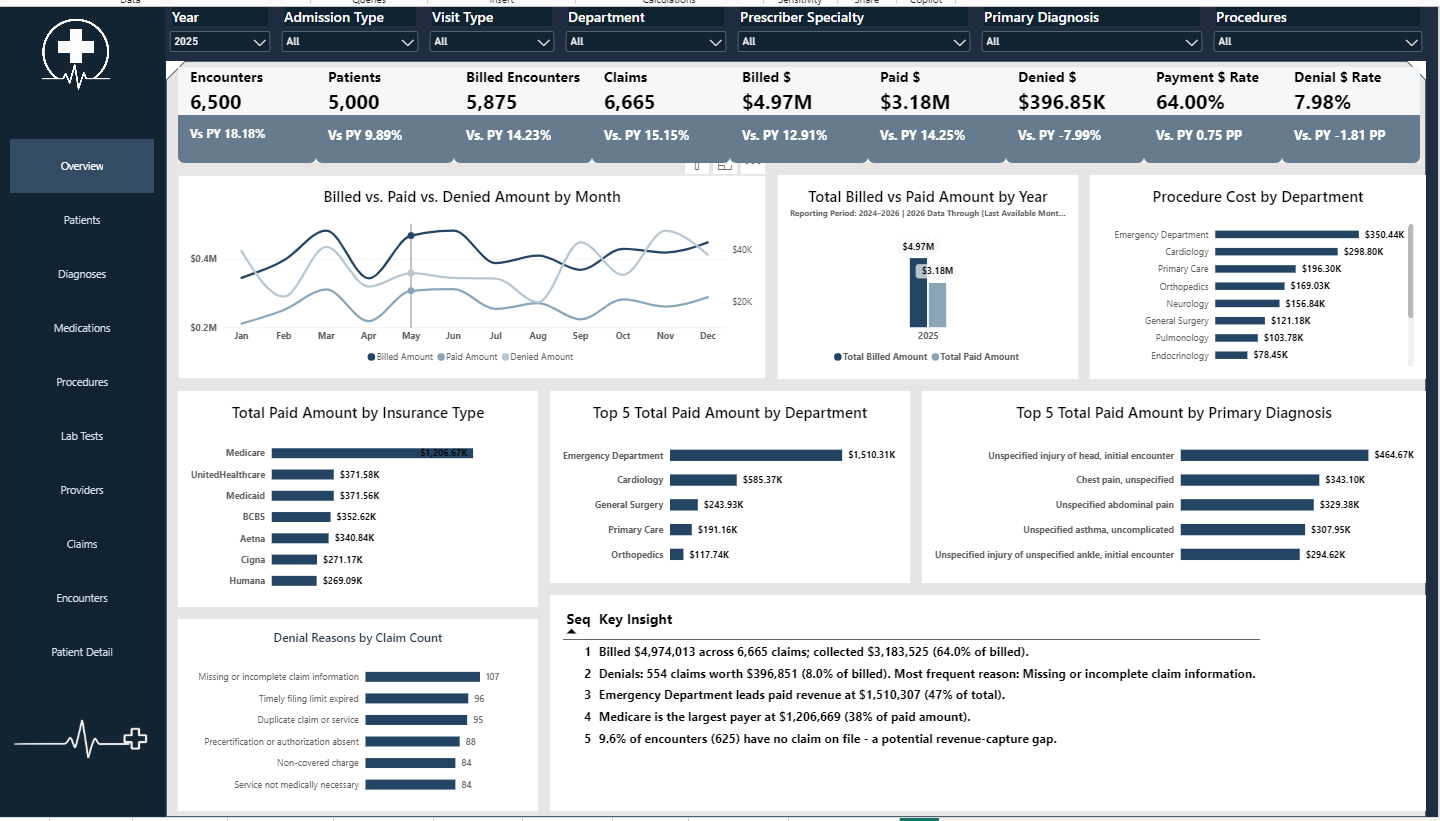 Data Queries Insert Calculations Sensitivity Share Copilot
Year Admission Type Visit Type Department Prescriber Specialty Primary Diagnosis Procedures
2025 All All All All All All
Encounters Patients Billed Encounters Claims Billed $ Paid $ Denied $ Payment $ Rate Denial $ Rate
6,500 5,000 5,875 6,665 $4.97M $3.18M $396.85K 64.00% 7.98%
Vs PY 18.18% Vs. PY 9.89% Vs. PY 14.23% Vs. PY 15.15% Vs. PY 12.91% Vs. PY 14.25% Vs. PY -7.99% Vs. PY 0.75 PP Vs. PY -1.81 PP
Overview
Patients
Diagnoses
Medications
Procedures
Lab Tests
Providers
Claims
Encounters
Patient Detail
Billed vs. Paid vs. Denied Amount by Month
$0.4M
$0.2M
$40K
$20K
Jan Feb Mar Apr May Jun Jul Aug Sep Oct Nov Dec
Billed Amount Paid Amount Denied Amount
Total Billed vs Paid Amount by Year
Reporting Period: 2024–2026 | 2026 Data Through [Last Available Mont...
$4.97M
$3.18M
2025
Total Billed Amount Total Paid Amount
Procedure Cost by Department
Emergency Department $350.44K
Cardiology $298.80K
Primary Care $196.30K
Orthopedics $169.03K
Neurology $156.84K
General Surgery $121.18K
Pulmonology $103.78K
Endocrinology $78.45K
Total Paid Amount by Insurance Type
Medicare $1,206.67K
UnitedHealthcare $371.58K
Medicaid $371.56K
BCBS $352.62K
Aetna $340.84K
Cigna $271.17K
Humana $269.09K
Top 5 Total Paid Amount by Department
Emergency Department $1,510.31K
Cardiology $585.37K
General Surgery $243.93K
Primary Care $191.16K
Orthopedics $117.74K
Top 5 Total Paid Amount by Primary Diagnosis
Unspecified injury of head, initial encounter $464.67K
Chest pain, unspecified $343.10K
Unspecified abdominal pain $329.38K
Unspecified asthma, uncomplicated $307.95K
Unspecified injury of unspecified ankle, initial encounter $294.62K
Denial Reasons by Claim Count
Missing or incomplete claim information 107
Timely filing limit expired 96
Duplicate claim or service 95
Precertification or authorization absent 88
Non-covered charge 84
Service not medically necessary 84
Seq Key Insight
1 Billed $4,974,013 across 6,665 claims; collected $3,183,525 (64.0% of billed).
2 Denials: 554 claims worth $396,851 (8.0% of billed). Most frequent reason: Missing or incomplete claim information.
3 Emergency Department leads paid revenue at $1,510,307 (47% of total).
4 Medicare is the largest payer at $1,206,669 (38% of paid amount).
5 9.6% of encounters (625) have no claim on file - a potential revenue-capture gap.